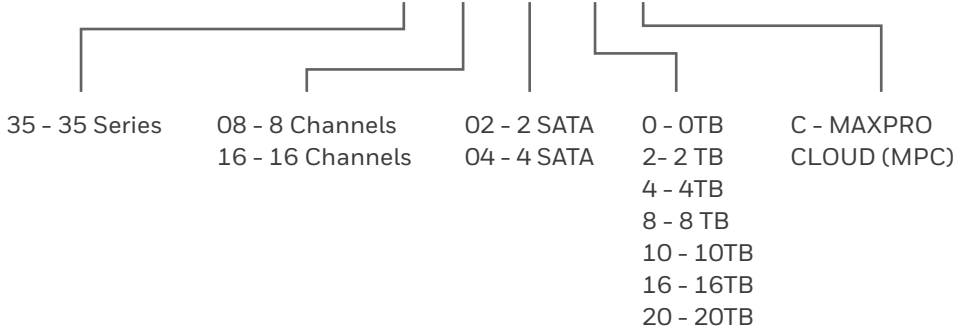 35 - 35 Series
08 - 8 Channels
16 - 16 Channels
02 - 2 SATA
04 - 4 SATA
0 - 0TB
2- 2 TB
4 - 4TB
8 - 8 TB
10 - 10TB
16 - 16TB
20 - 20TB
C - MAXPRO
CLOUD (MPC)